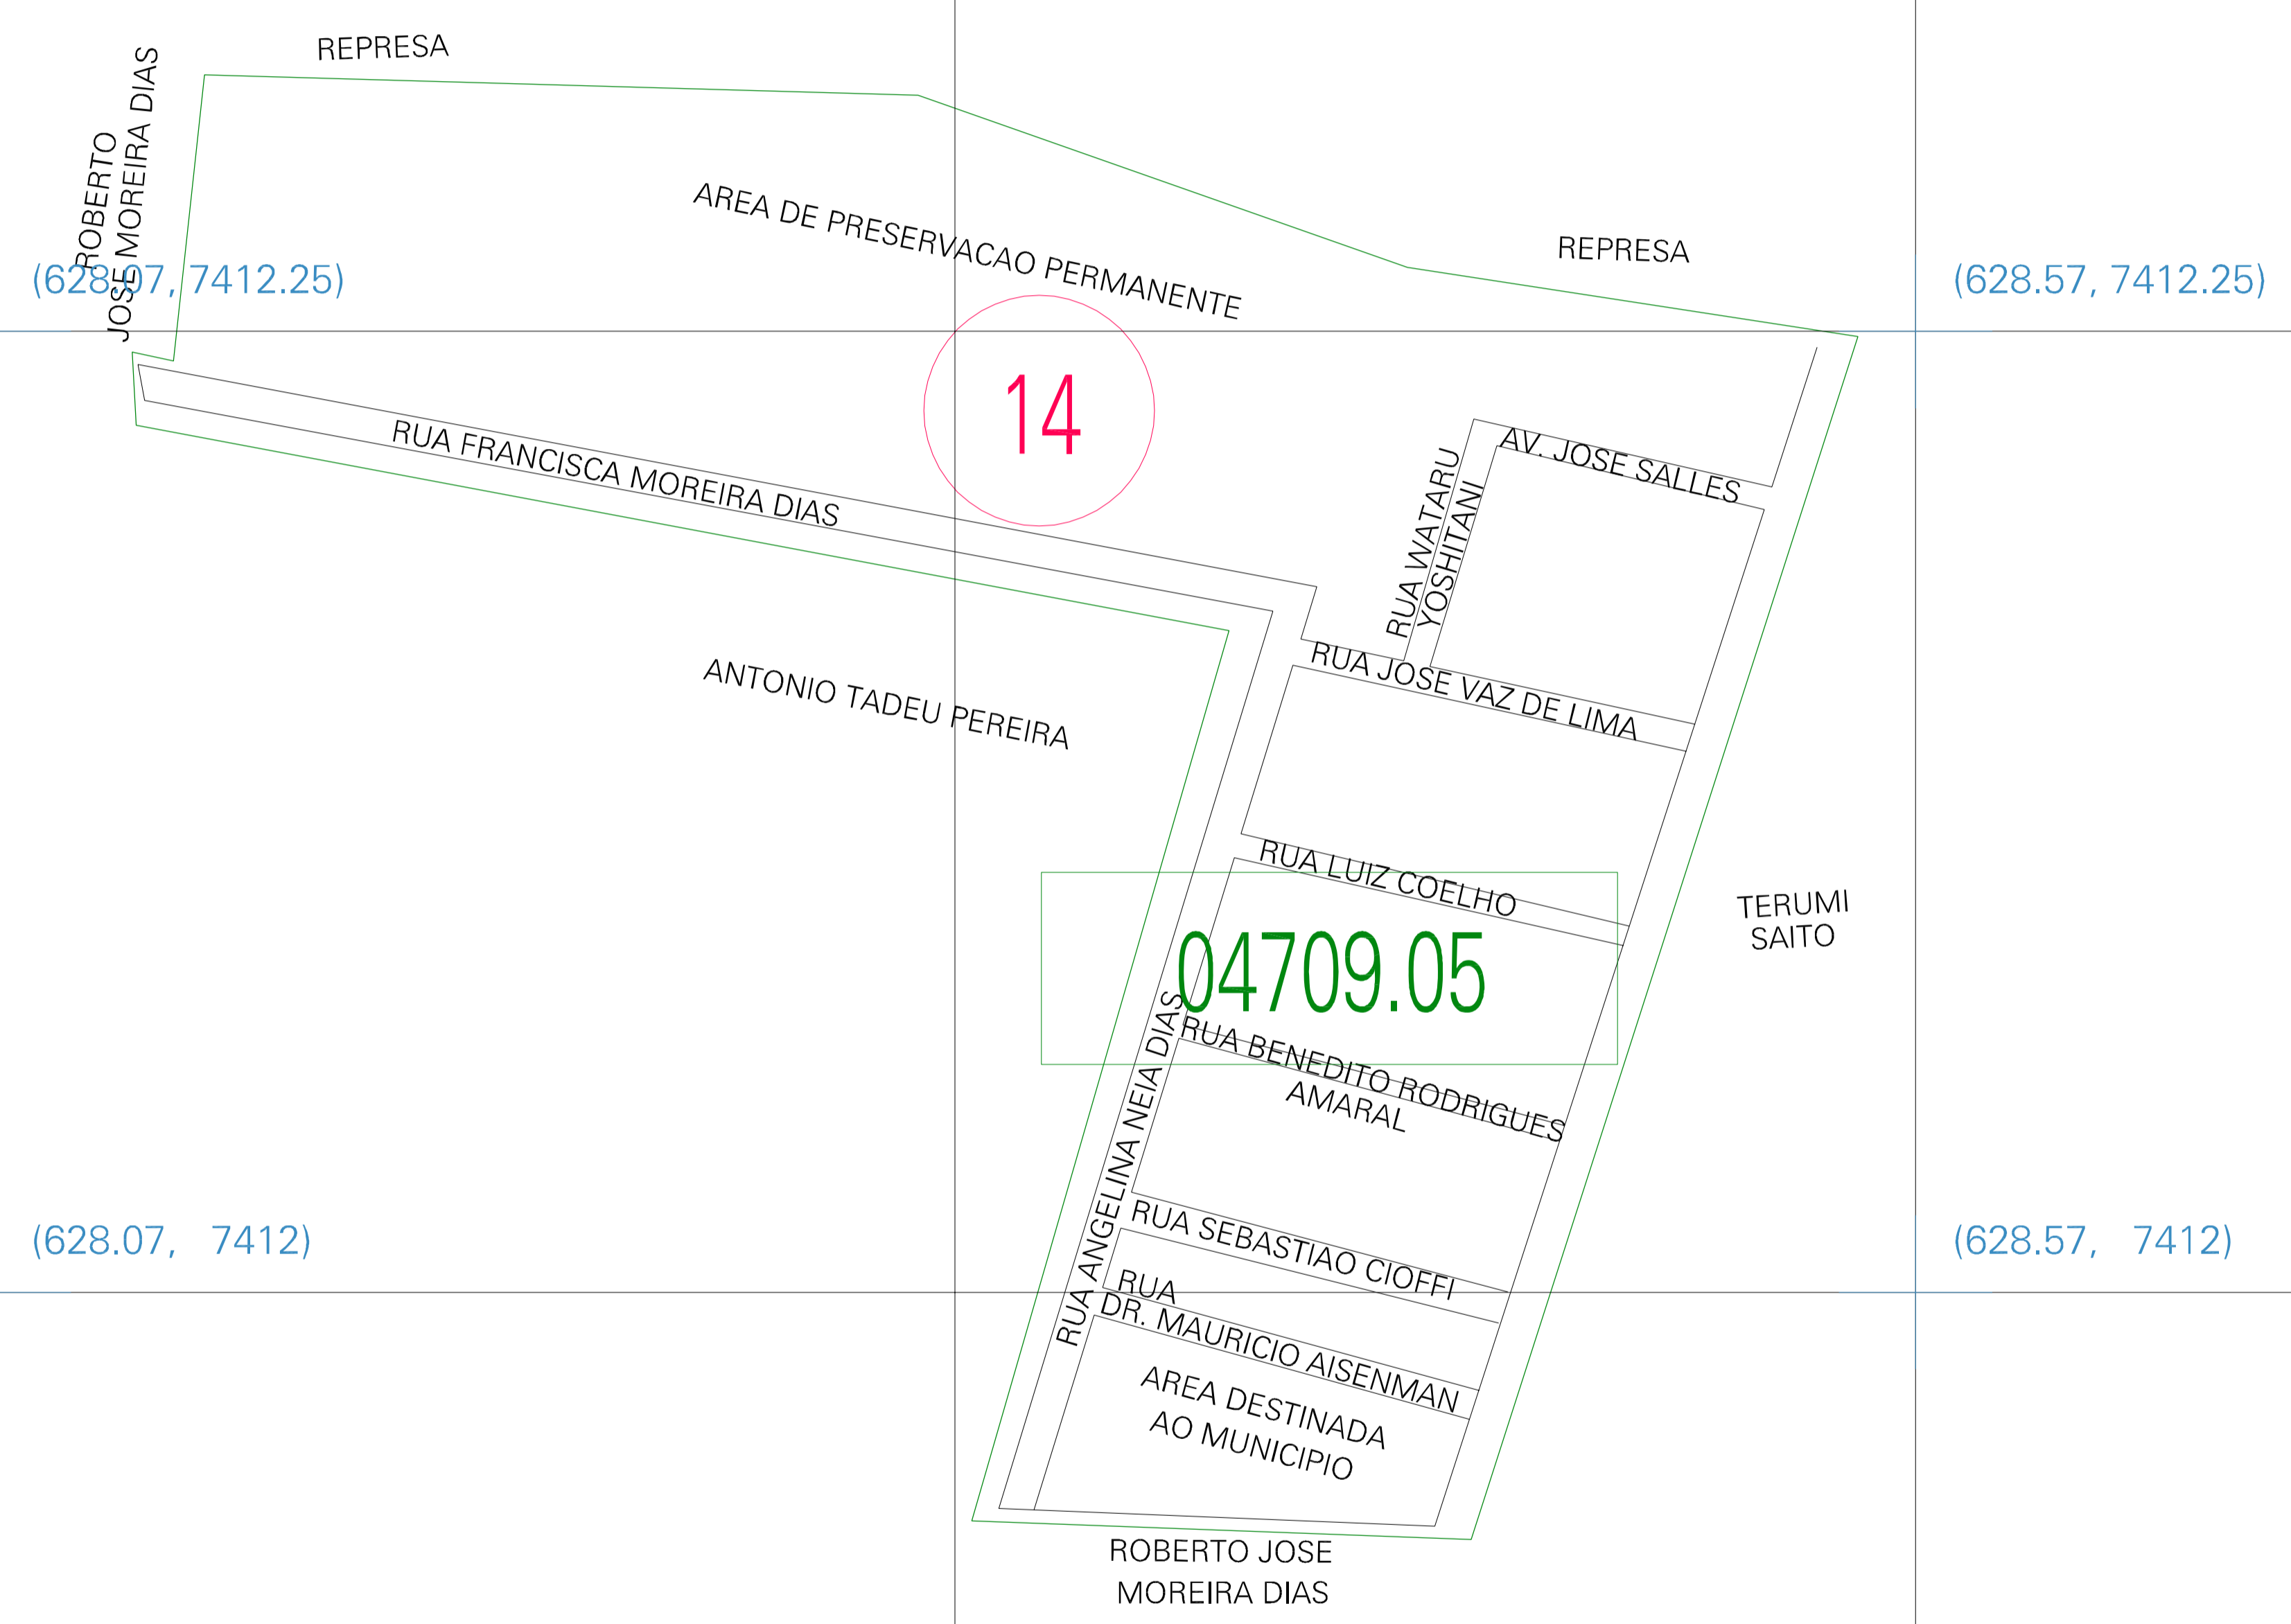 REPRESA
ROBERTO
JOSE MOREIRA DIAS
AREA DE PRESERVACAO PERMANENTE
REPRESA
(628.07, 7412.25)
(628.57, 7412.25)
14
RUA FRANCISCA MOREIRA DIAS
AV. JOSE SALLES
RUA WATARU
YOSHITANI
RUA JOSE VAZ DE LIMA
ANTONIO TADEU PEREIRA
RUA LUIZ COELHO
TERUMI
SAITO
04709.05
RUA BENEDITO RODRIGUES
AMARAL
RUA ANGELINA NEIA DIAS
RUA SEBASTIAO CIOFFI
(628.07, 7412)
(628.57, 7412)
RUA
DR. MAURICIO AISENMAN
AREA DESTINADA
AO MUNICIPIO
ROBERTO JOSE
MOREIRA DIAS